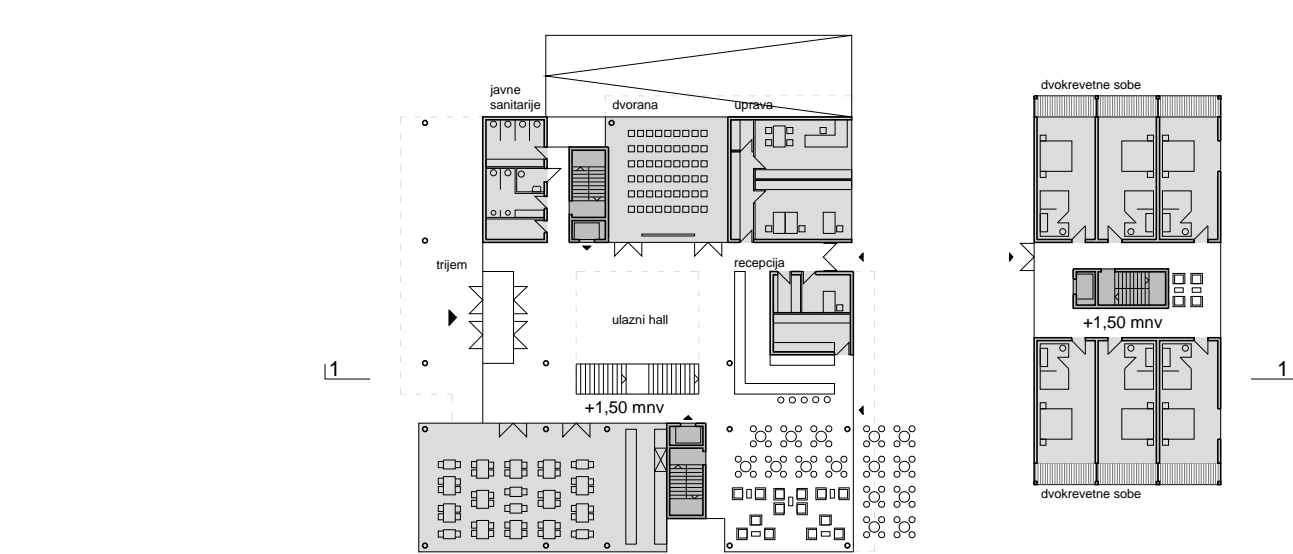 dvokrevetne sobe
javne
sanitarije
dvorana
uprava
trijem
recepcija
ulazni hall
+1,50 mnv
+1,50 mnv
1
1
dvokrevetne sobe